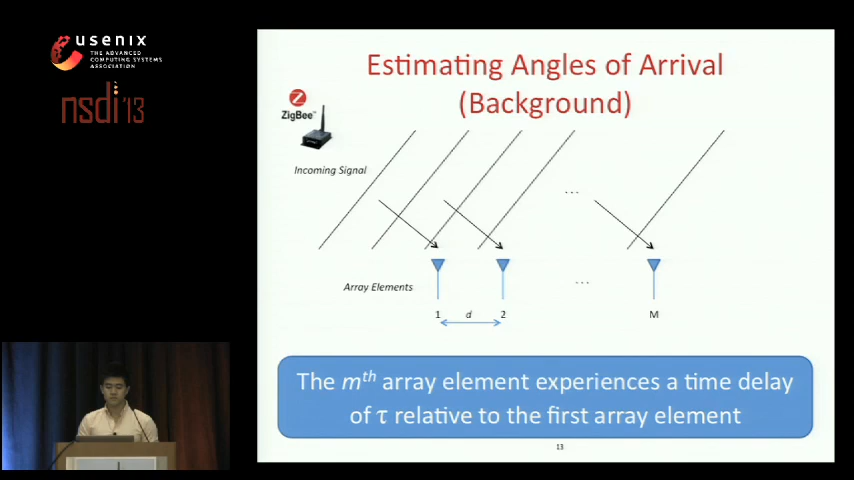 usenix
THE ADVANCED
COMPUTING SYSTEMS
ASSOCIATION
nsdi '13
Estimating Angles of Arrival
(Background)
ZigBee™
Incoming Signal
...
Array Elements
...
1
d
2
M
The mth array element experiences a time delay
of τ relative to the first array element
13